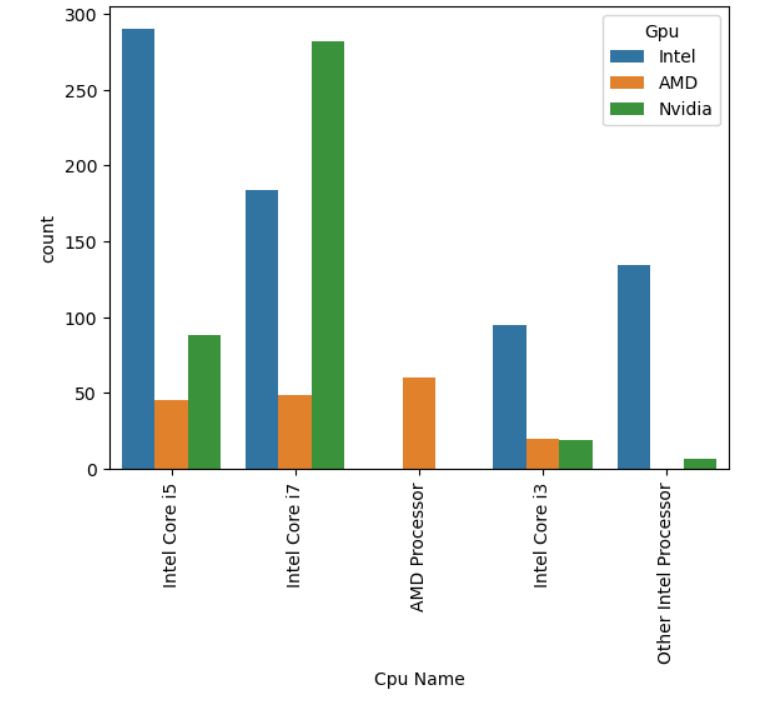 300
250
200
150
100
50
0
count
Gpu
Intel
AMD
Nvidia
Intel Core i5
Intel Core i7
AMD Processor
Intel Core i3
Other Intel Processor
Cpu Name